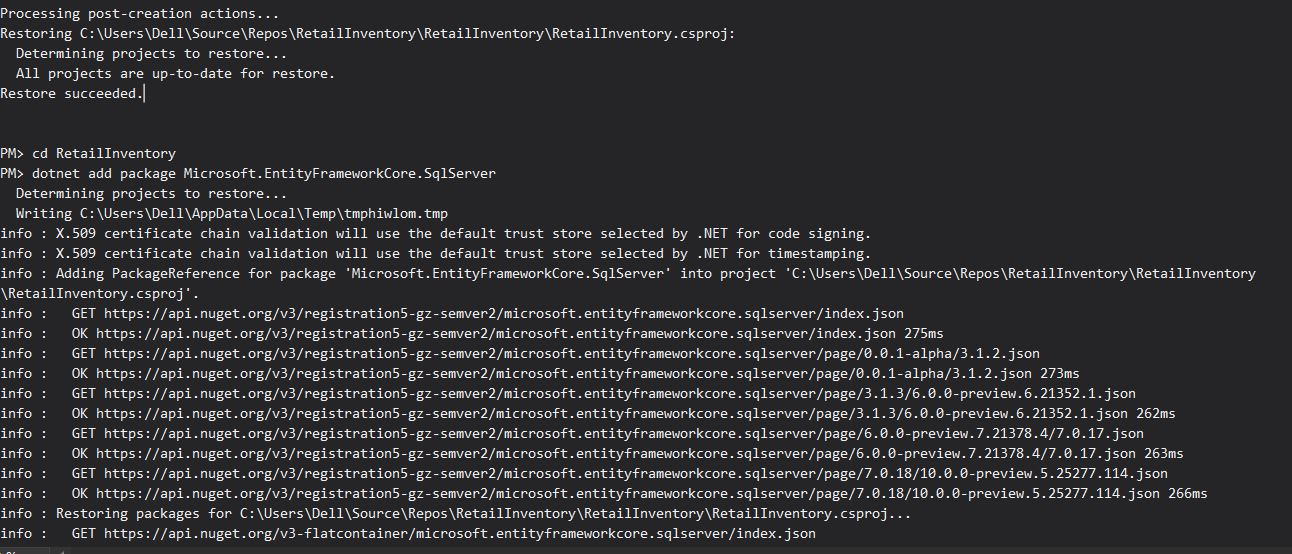 Processing post-creation actions...
Restoring C:\Users\Dell\Source\Repos\RetailInventory\RetailInventory\RetailInventory.csproj:
  Determining projects to restore...
  All projects are up-to-date for restore.
Restore succeeded.
PM> cd RetailInventory
PM> dotnet add package Microsoft.EntityFrameworkCore.SqlServer
  Determining projects to restore...
  Writing C:\Users\Dell\AppData\Local\Temp\tmphiwlom.tmp
info : X.509 certificate chain validation will use the default trust store selected by .NET for code signing.
info : X.509 certificate chain validation will use the default trust store selected by .NET for timestamping.
info : Adding PackageReference for package 'Microsoft.EntityFrameworkCore.SqlServer' into project 'C:\Users\Dell\Source\Repos\RetailInventory\RetailInventory
\RetailInventory.csproj'.
info :   GET https://api.nuget.org/v3/registration5-gz-semver2/microsoft.entityframeworkcore.sqlserver/index.json
info :   OK https://api.nuget.org/v3/registration5-gz-semver2/microsoft.entityframeworkcore.sqlserver/index.json 275ms
info :   GET https://api.nuget.org/v3/registration5-gz-semver2/microsoft.entityframeworkcore.sqlserver/page/0.0.1-alpha/3.1.2.json
info :   OK https://api.nuget.org/v3/registration5-gz-semver2/microsoft.entityframeworkcore.sqlserver/page/0.0.1-alpha/3.1.2.json 273ms
info :   GET https://api.nuget.org/v3/registration5-gz-semver2/microsoft.entityframeworkcore.sqlserver/page/3.1.3/6.0.0-preview.6.21352.1.json
info :   OK https://api.nuget.org/v3/registration5-gz-semver2/microsoft.entityframeworkcore.sqlserver/page/3.1.3/6.0.0-preview.6.21352.1.json 262ms
info :   GET https://api.nuget.org/v3/registration5-gz-semver2/microsoft.entityframeworkcore.sqlserver/page/6.0.0-preview.7.21378.4/7.0.17.json
info :   OK https://api.nuget.org/v3/registration5-gz-semver2/microsoft.entityframeworkcore.sqlserver/page/6.0.0-preview.7.21378.4/7.0.17.json 263ms
info :   GET https://api.nuget.org/v3/registration5-gz-semver2/microsoft.entityframeworkcore.sqlserver/page/7.0.18/10.0.0-preview.5.25277.114.json
info :   OK https://api.nuget.org/v3/registration5-gz-semver2/microsoft.entityframeworkcore.sqlserver/page/7.0.18/10.0.0-preview.5.25277.114.json 266ms
info : Restoring packages for C:\Users\Dell\Source\Repos\RetailInventory\RetailInventory\RetailInventory.csproj...
info :   GET https://api.nuget.org/v3-flatcontainer/microsoft.entityframeworkcore.sqlserver/index.json